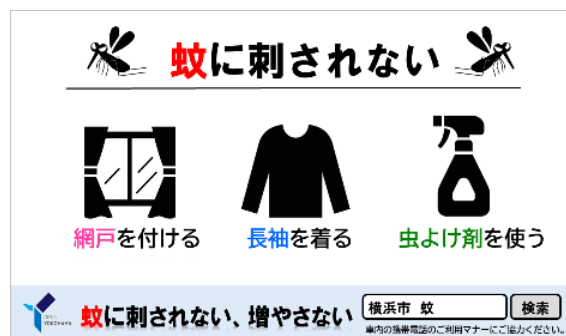 蚊に刺されない
網戸を付ける
長袖を着る
虫よけ剤を使う
YOKOHAMA
蚊に刺されない、増やさない
横浜市 蚊
検索
車内の携帯電話のご利用マナーにご協力ください。